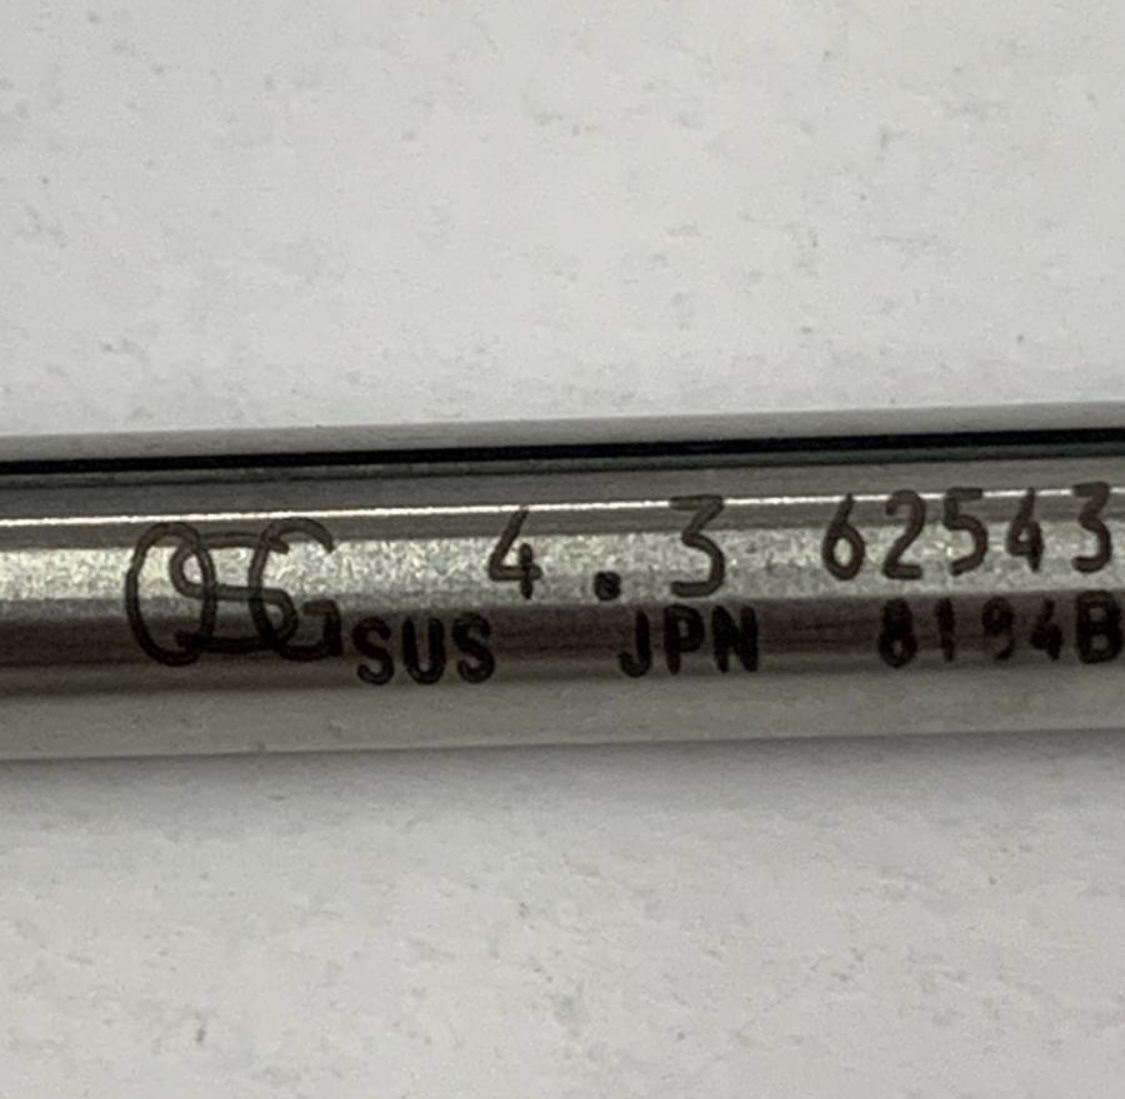 OSG 4.3 62543
SUS JPN 8194B